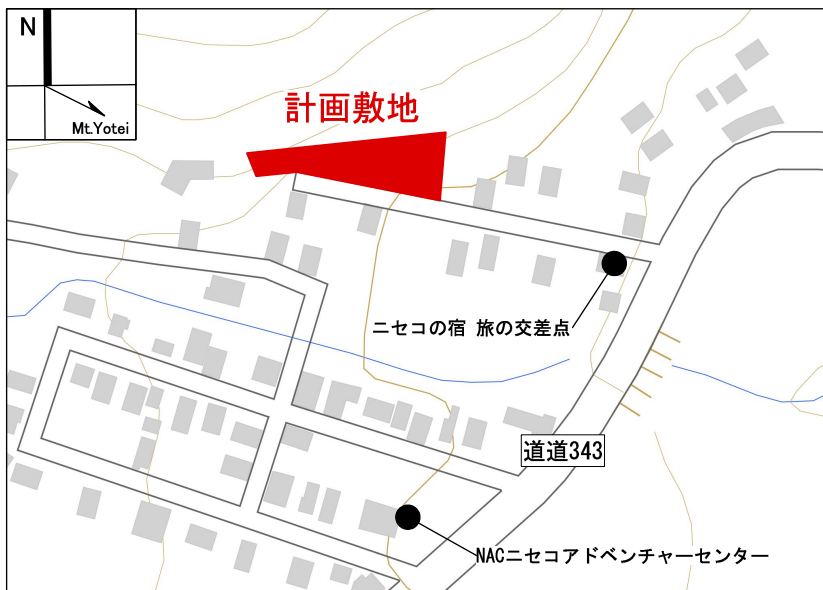 N
Mt.Yotei
計画敷地
ニセコの宿 旅の交差点
道道343
NACニセコアドベンチャーセンター